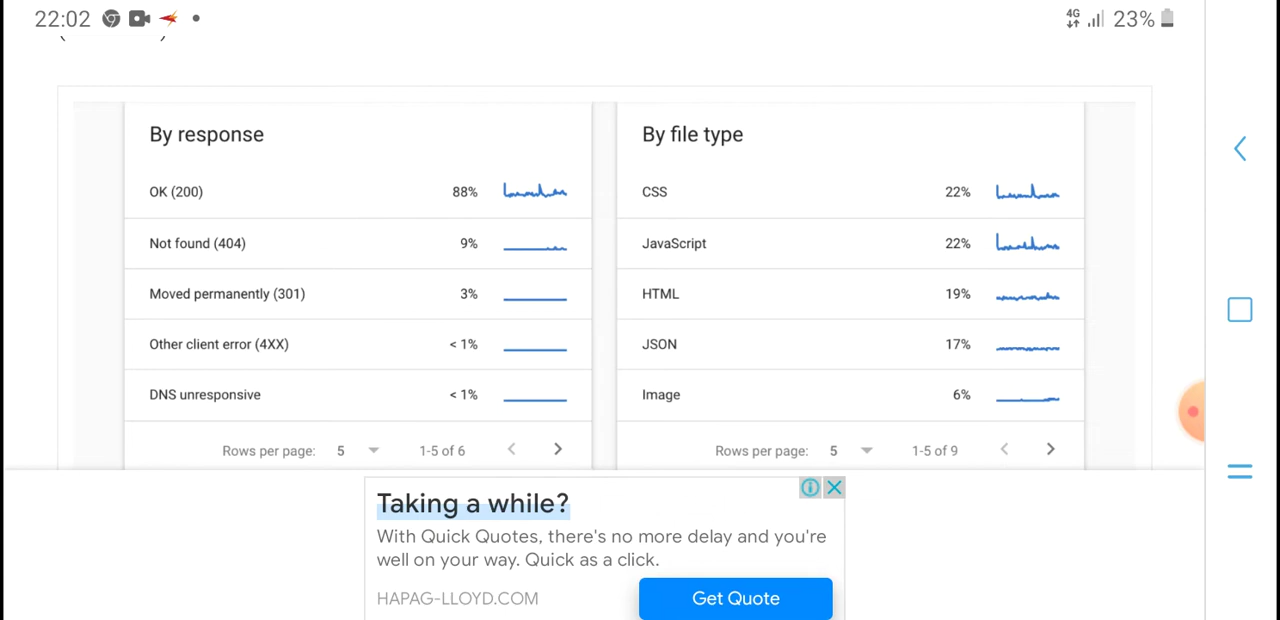 22:02 4G 23%
By response
OK (200) 88%
Not found (404) 9%
Moved permanently (301) 3%
Other client error (4XX) < 1%
DNS unresponsive < 1%
Rows per page: 5 1-5 of 6
By file type
CSS 22%
JavaScript 22%
HTML 19%
JSON 17%
Image 6%
Rows per page: 5 1-5 of 9
Taking a while?
With Quick Quotes, there's no more delay and you're
well on your way. Quick as a click.
HAPAG-LLOYD.COM Get Quote